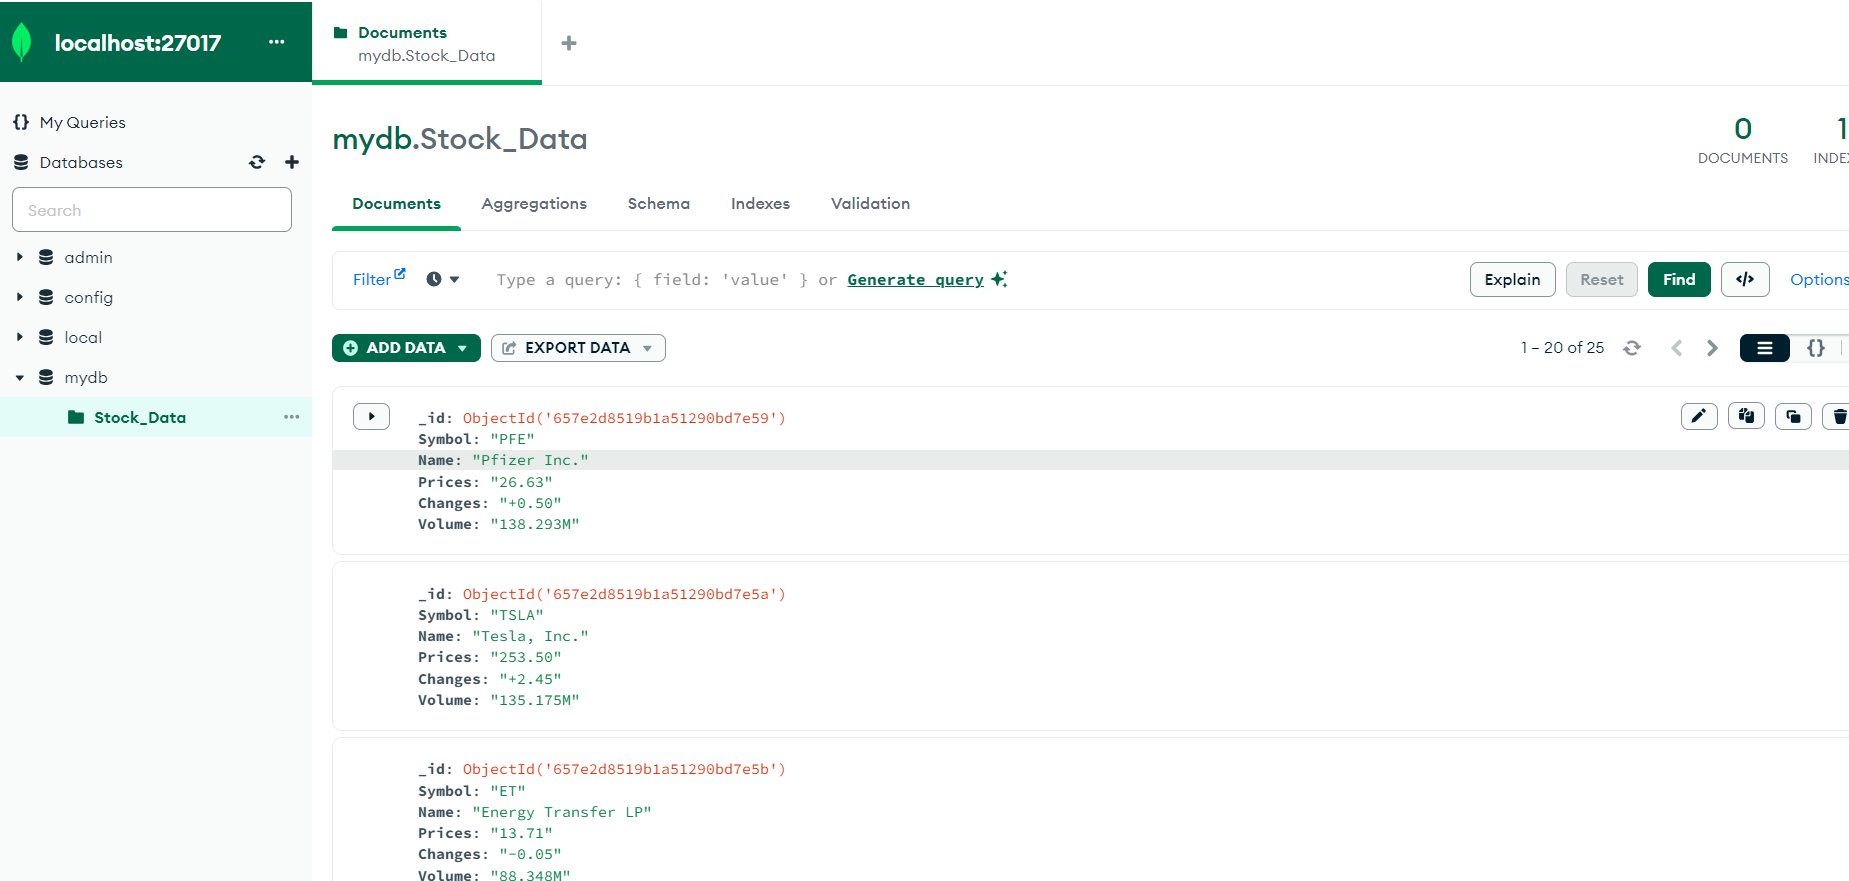 localhost:27017
Documents
mydb.Stock_Data
My Queries
Databases
Search
admin
config
local
mydb
Stock_Data
mydb.Stock_Data
0
DOCUMENTS
1
INDE
Documents
Aggregations
Schema
Indexes
Validation
Filter
Type a query: { field: 'value' } or Generate query
Explain
Reset
Find
</>
Options
ADD DATA
EXPORT DATA
1 – 20 of 25
{}
_id: ObjectId('657e2d8519b1a51290bd7e59')
Symbol: "PFE"
Name: "Pfizer Inc."
Prices: "26.63"
Changes: "+0.50"
Volume: "138.293M"
_id: ObjectId('657e2d8519b1a51290bd7e5a')
Symbol: "TSLA"
Name: "Tesla, Inc."
Prices: "253.50"
Changes: "+2.45"
Volume: "135.175M"
_id: ObjectId('657e2d8519b1a51290bd7e5b')
Symbol: "ET"
Name: "Energy Transfer LP"
Prices: "13.71"
Changes: "-0.05"
Volume: "88.348M"